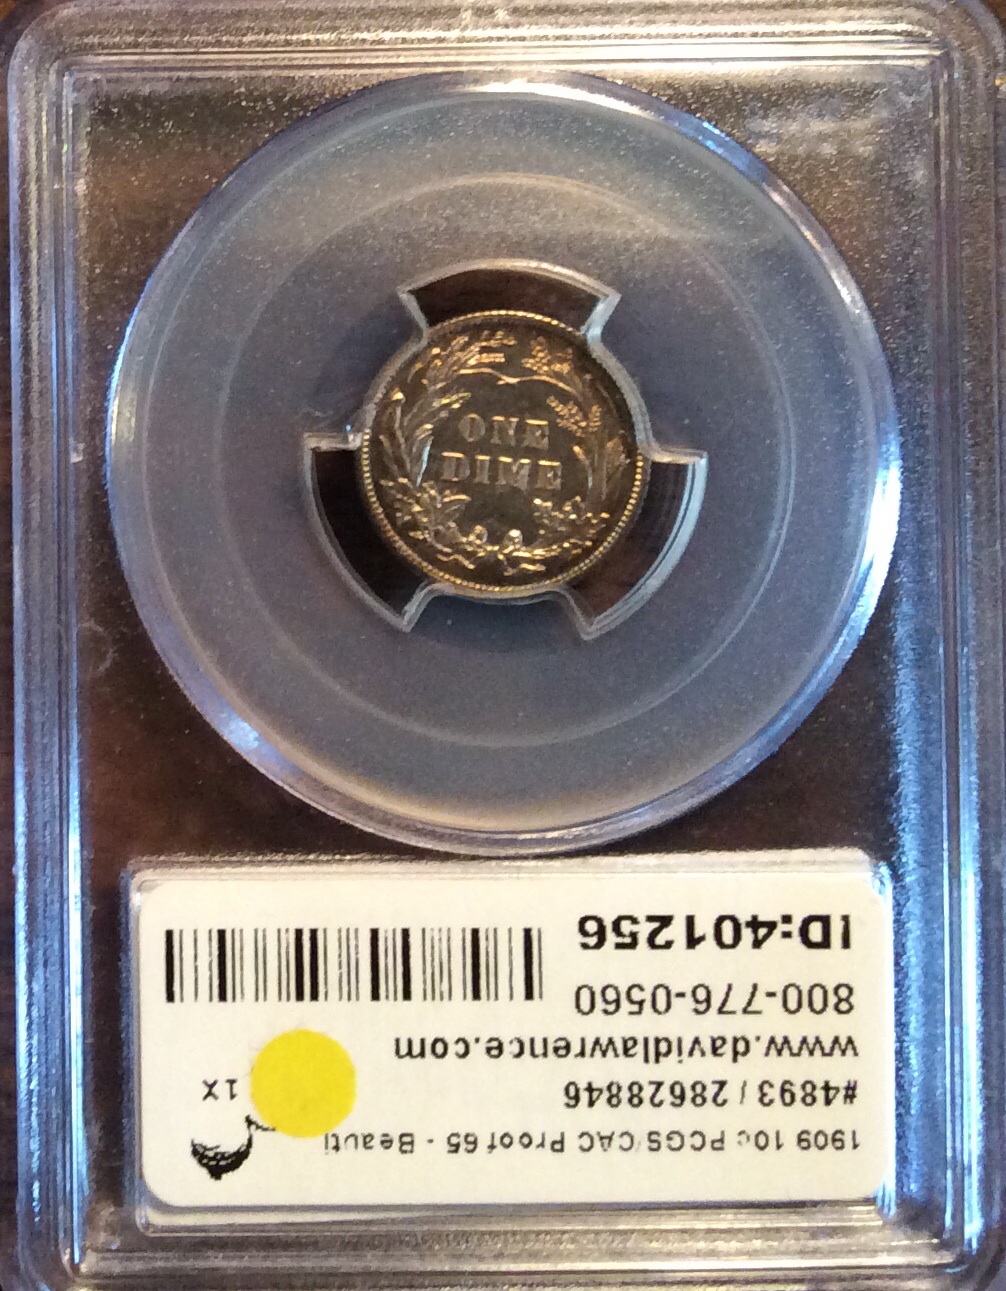 ONE
DIME
1909 10c PCGS/CAC Proof 65 - Beauti
#4893 / 28628846
1X
www.davidlawrence.com
800-776-0560
ID:401256